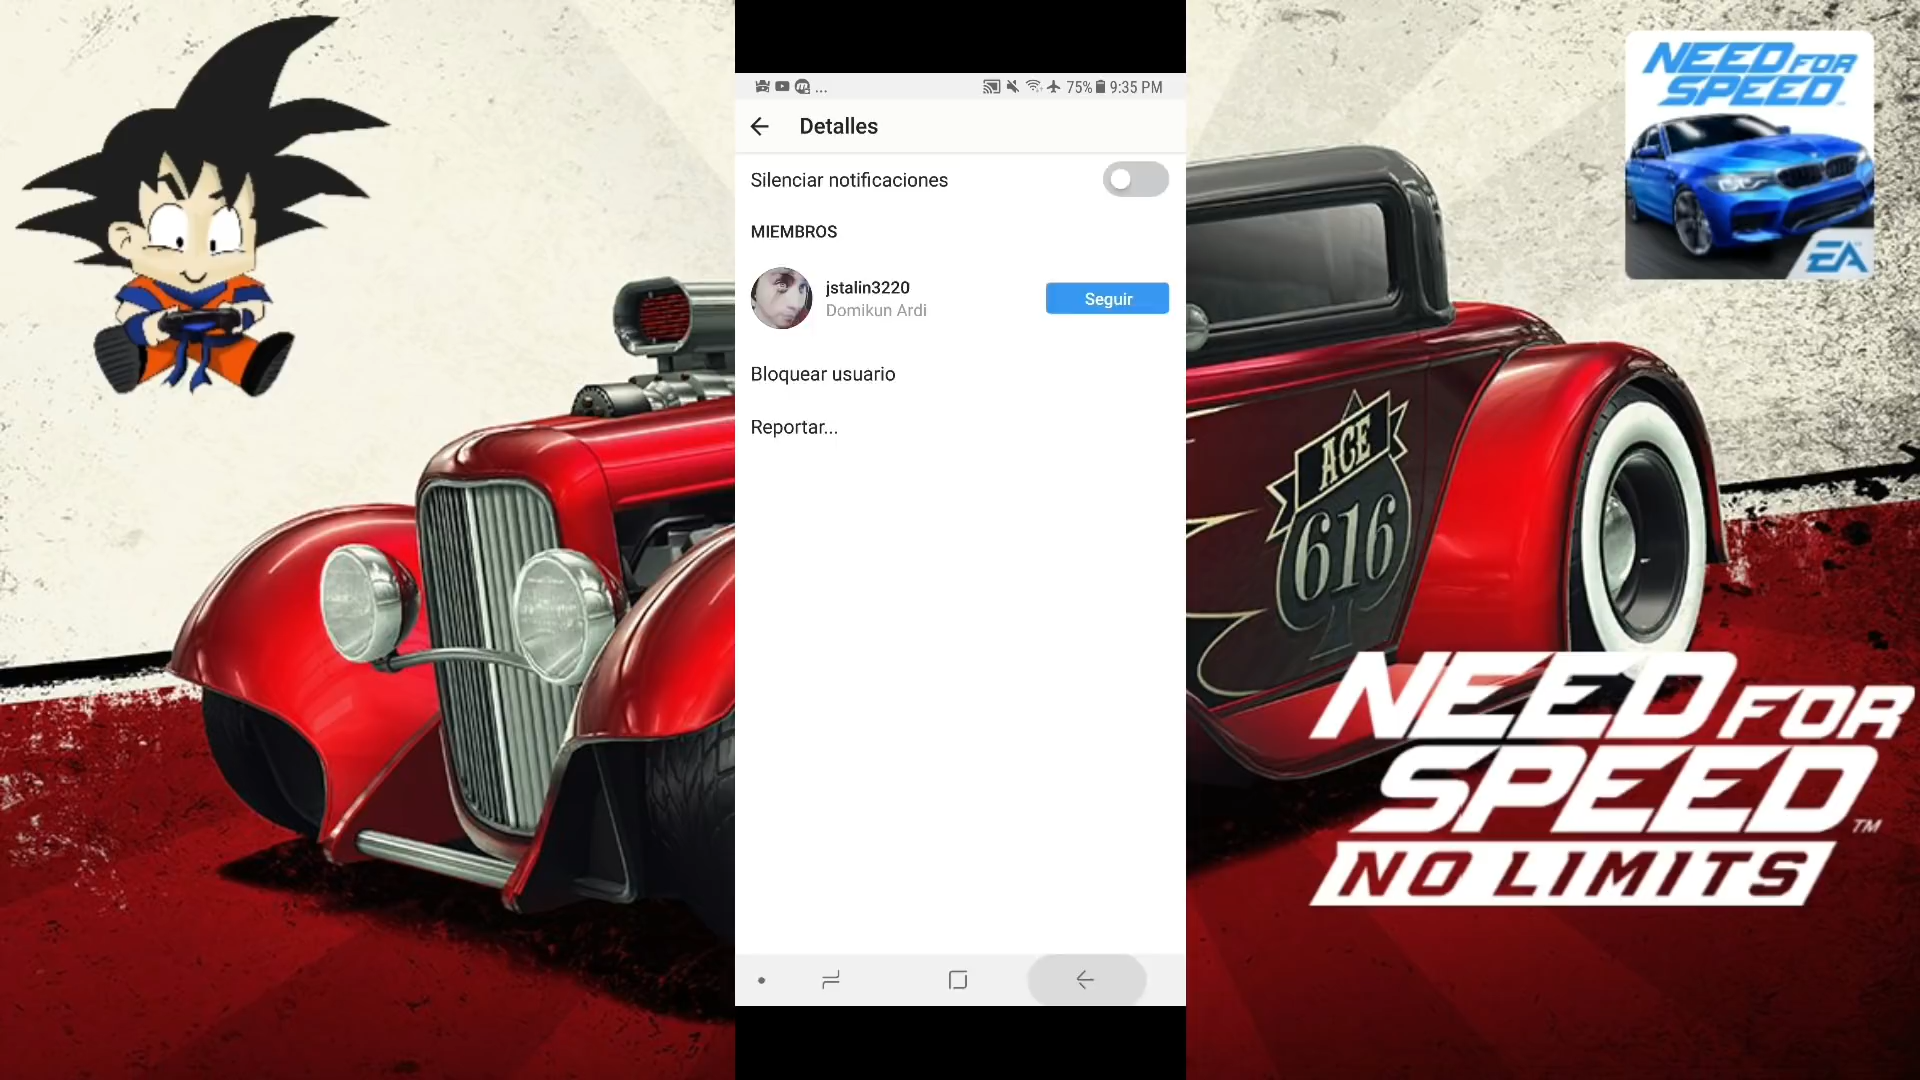 ... 75% 9:35 PM
Detalles
Silenciar notificaciones
MIEMBROS
jstalin3220
Domikun Ardi
Seguir
Bloquear usuario
Reportar...
NEED FOR
SPEED
EA
ACE
616
NEED FOR
SPEED™
NO LIMITS